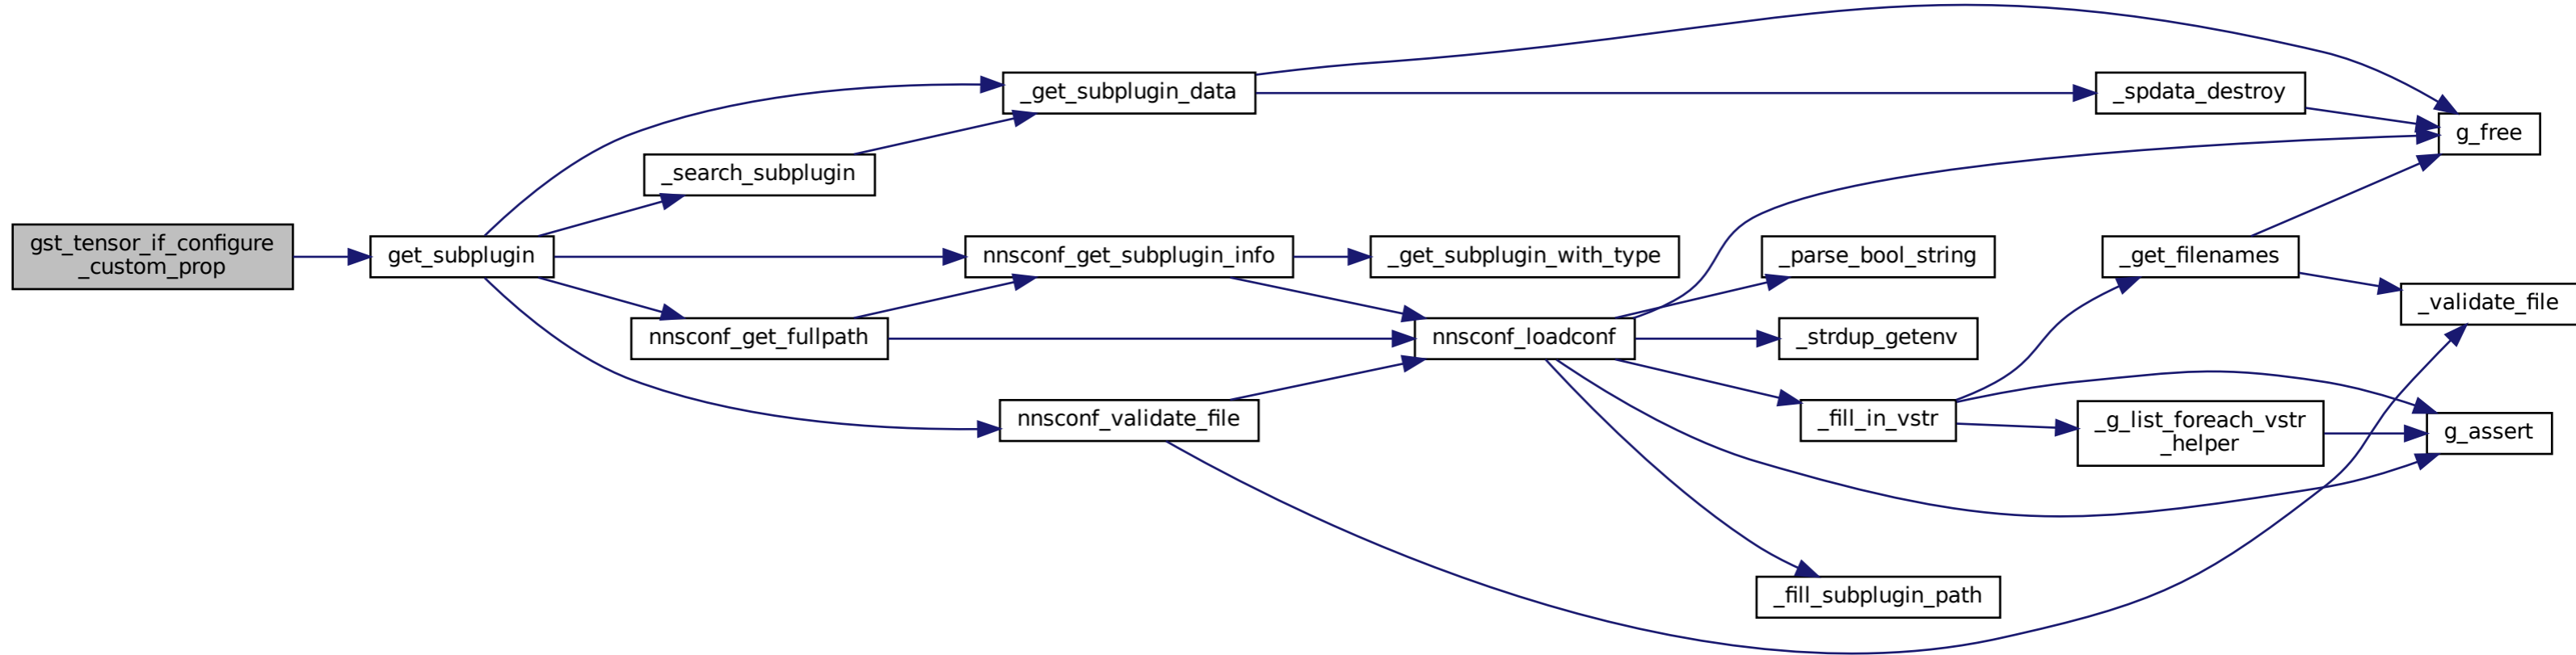 gst_tensor_if_configure
_custom_prop
get_subplugin
_get_subplugin_data
_search_subplugin
nnsconf_get_subplugin_info
nnsconf_get_fullpath
nnsconf_validate_file
_spdata_destroy
g_free
_get_subplugin_with_type
nnsconf_loadconf
_parse_bool_string
_strdup_getenv
_fill_in_vstr
_fill_subplugin_path
_get_filenames
_validate_file
_g_list_foreach_vstr
_helper
g_assert